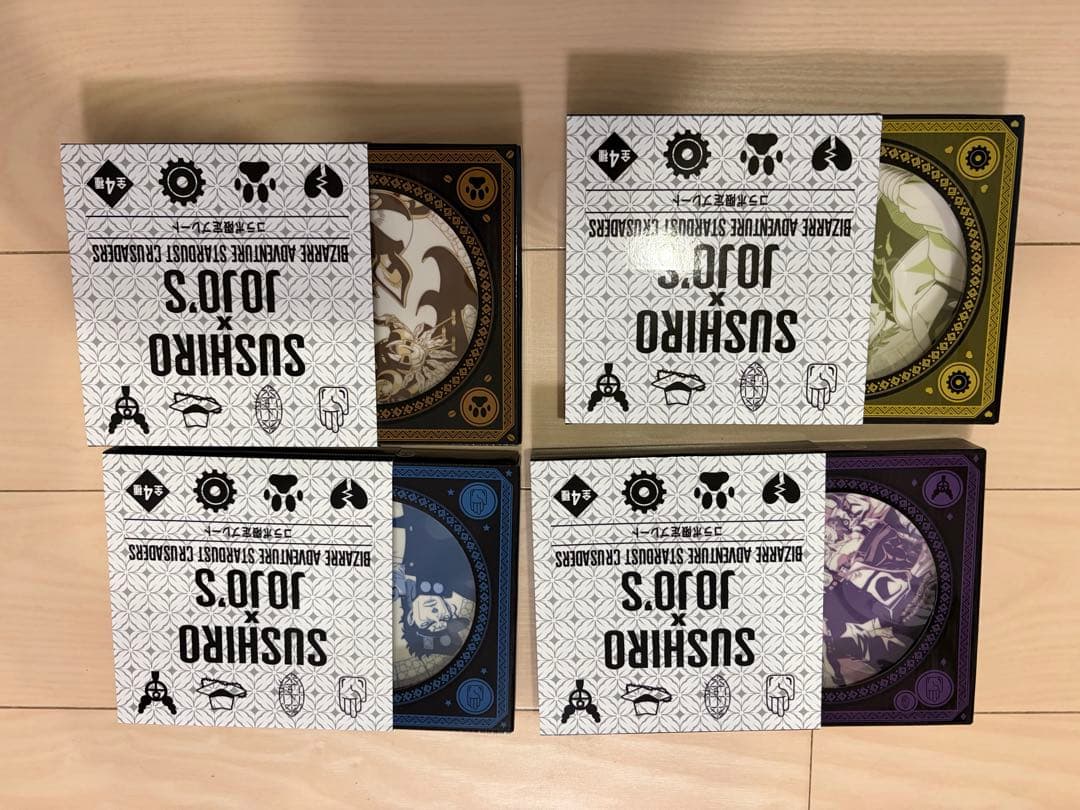 SUSHIRO
×
JOJO'S
BIZARRE ADVENTURE STARDUST CRUSADERS
コラボ限定プレート
全4種
SUSHIRO
×
JOJO'S
BIZARRE ADVENTURE STARDUST CRUSADERS
コラボ限定プレート
全4種
SUSHIRO
×
JOJO'S
BIZARRE ADVENTURE STARDUST CRUSADERS
コラボ限定プレート
全4種
SUSHIRO
×
JOJO'S
BIZARRE ADVENTURE STARDUST CRUSADERS
コラボ限定プレート
全4種